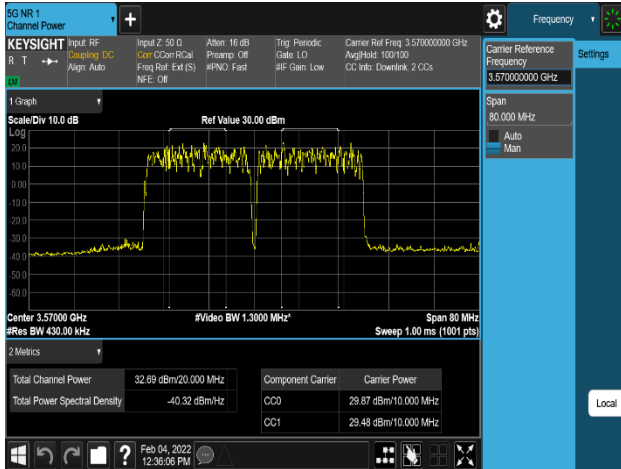 5G NR 1
Channel Power
Frequency
KEYSIGHT
R T
LV
Input: RF
Coupling: DC
Align: Auto
Input Z: 50 Ω
Corr CCorr RCal
Freq Ref: Ext (S)
NFE: Off
Atten: 16 dB
Preamp: Off
#PNO: Fast
Trig: Periodic
Gate: LO
#IF Gain: Low
Carrier Ref Freq: 3.570000000 GHz
Avg|Hold: 100/100
CC Info: Downlink, 2 CCs
Carrier Reference
Frequency
3.570000000 GHz
Settings
Span
80.000 MHz
Auto
Man
1 Graph
Scale/Div 10.0 dB
Ref Value 30.00 dBm
Log
20.0
10.0
0.00
-10.0
-20.0
-30.0
-40.0
-50.0
-60.0
Center 3.57000 GHz
#Video BW 1.3000 MHz*
Span 80 MHz
#Res BW 430.00 kHz
Sweep 1.00 ms (1001 pts)
2 Metrics
Total Channel Power
32.69 dBm/20.000 MHz
Total Power Spectral Density
-40.32 dBm/Hz
Component Carrier
Carrier Power
CC0
29.87 dBm/10.000 MHz
CC1
29.48 dBm/10.000 MHz
Local
Feb 04, 2022
12:36:06 PM